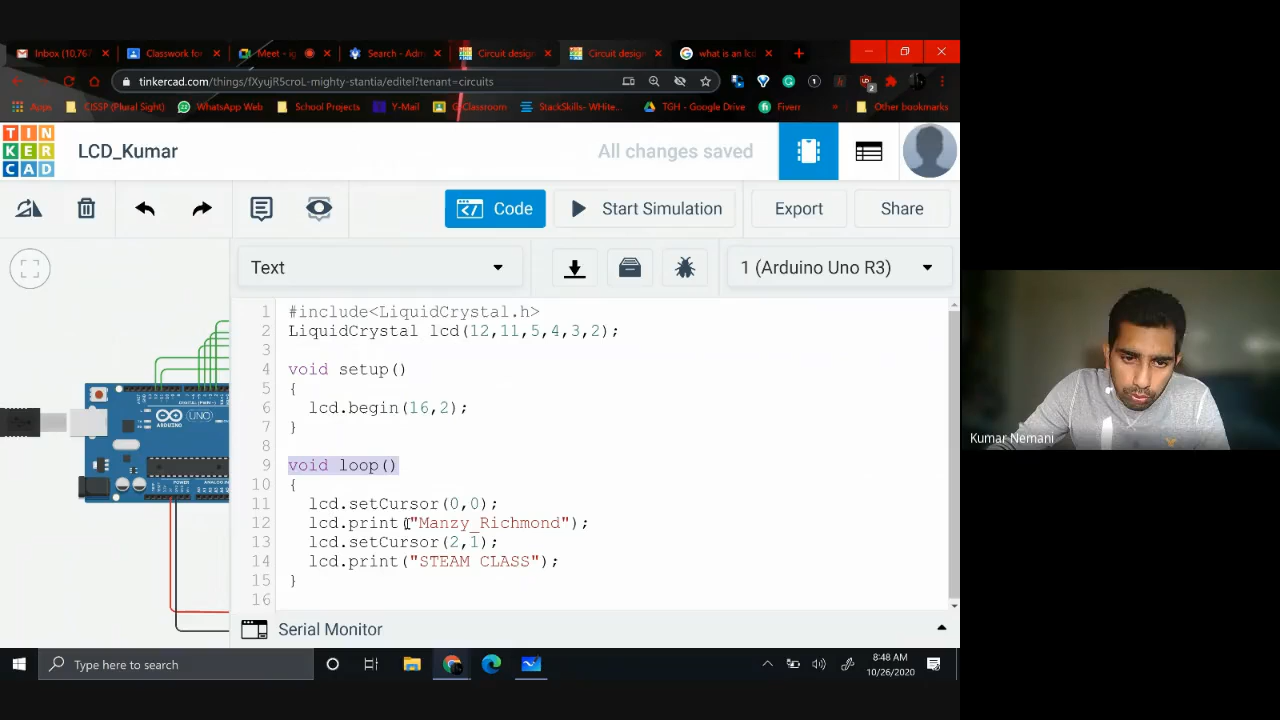 Inbox (10,767
Classwork fo
Meet - i
Search - Adm
Circuit design
Circuit design
what is an lcd
tinkercad.com/things/fXyujR5croL-mighty-stantia/editel?tenant=circuits
Apps
CISSP (Plural Sight)
WhatsApp Web
School Projects
Y-Mail
G Classroom
StackSkills- WHite...
TGH - Google Drive
Fiverr
»
Other bookmarks
TIN
KER
CAD
LCD_Kumar
All changes saved
Code
Start Simulation
Export
Share
Text
1 (Arduino Uno R3)
1 #include<LiquidCrystal.h>
2 LiquidCrystal lcd(12,11,5,4,3,2);
3
4 void setup()
5 {
6 lcd.begin(16,2);
7 }
8
9 void loop()
10 {
11 lcd.setCursor(0,0);
12 lcd.print("Manzy_Richmond");
13 lcd.setCursor(2,1);
14 lcd.print("STEAM CLASS");
15 }
16
UNO
ARDUINO
Serial Monitor
Type here to search
8:48 AM
10/26/2020
Kumar Nemani